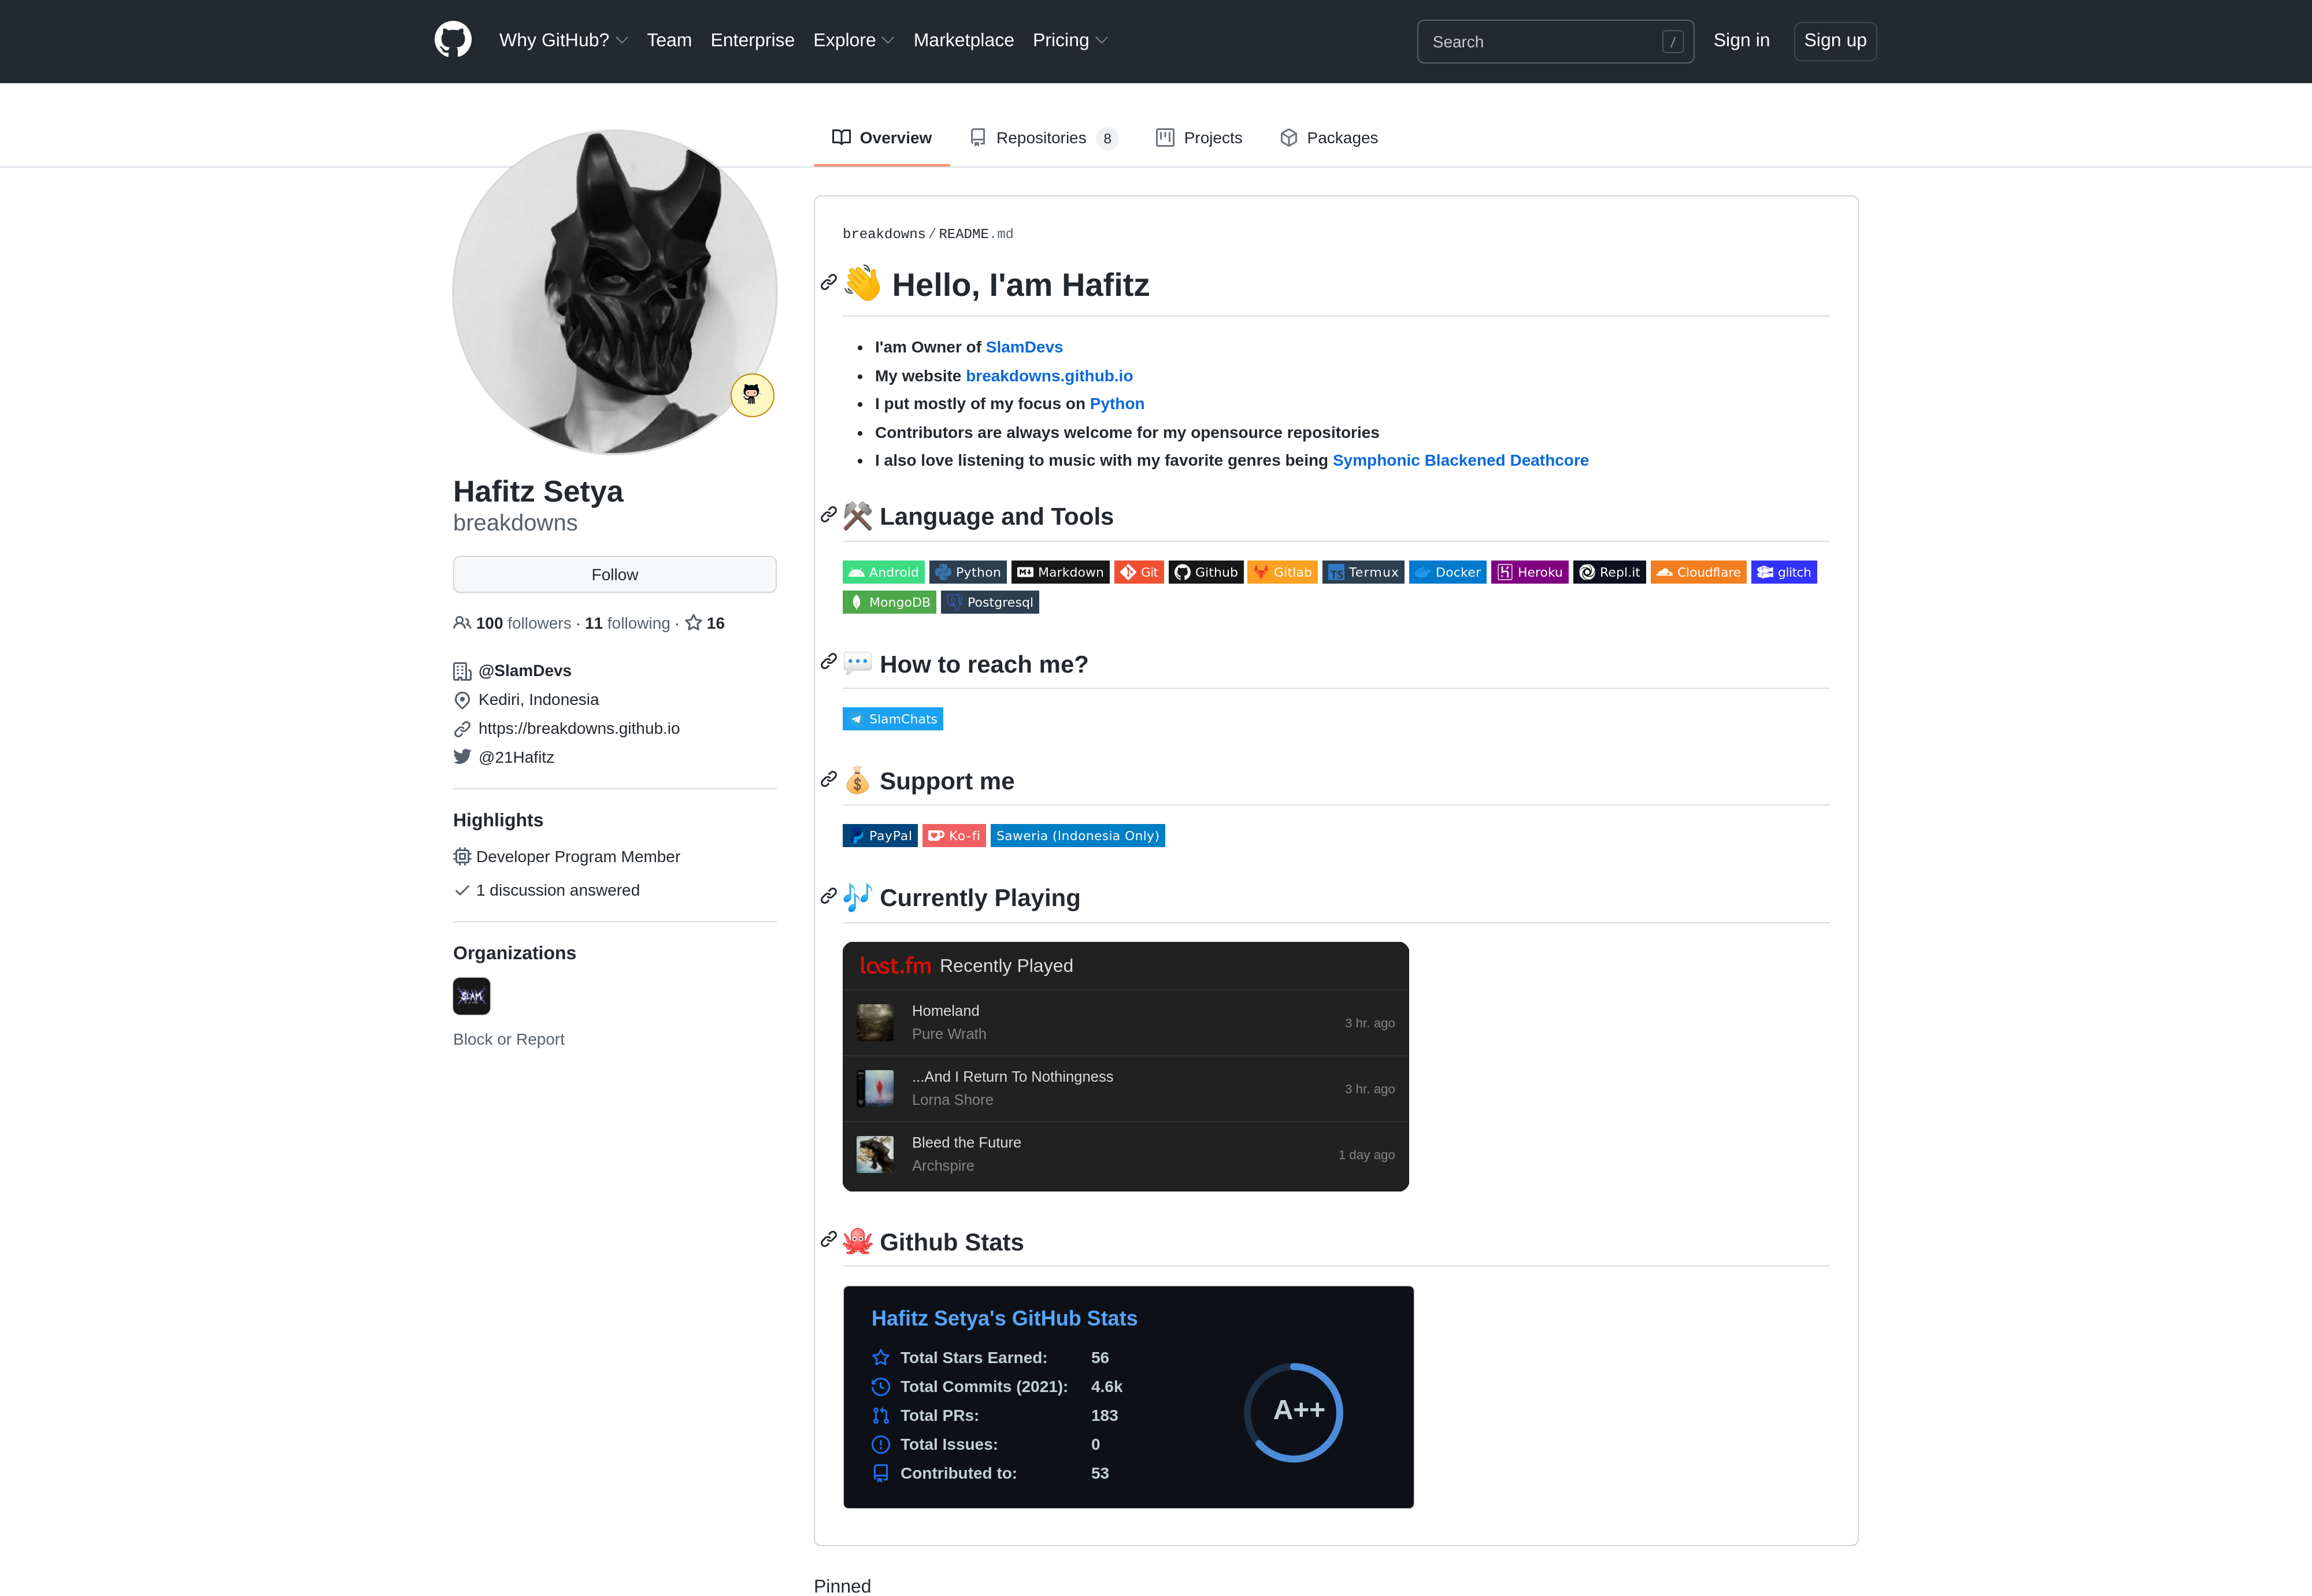 Why GitHub? Team Enterprise Explore Marketplace Pricing Search / Sign in Sign up
Overview Repositories 8 Projects Packages
Hafitz Setya
breakdowns
Follow
100 followers · 11 following · 16
@SlamDevs
Kediri, Indonesia
https://breakdowns.github.io
@21Hafitz
Highlights
Developer Program Member
1 discussion answered
Organizations
SLAM
Block or Report
breakdowns / README.md
👋 Hello, I'am Hafitz
• I'am Owner of SlamDevs
• My website breakdowns.github.io
• I put mostly of my focus on Python
• Contributors are always welcome for my opensource repositories
• I also love listening to music with my favorite genres being Symphonic Blackened Deathcore
Language and Tools
Android Python Markdown Git Github Gitlab TS Termux Docker Heroku Repl.it Cloudflare glitch
MongoDB Postgresql
💬 How to reach me?
SlamChats
💰 Support me
PayPal Ko-fi Saweria (Indonesia Only)
🎶 Currently Playing
last.fm Recently Played
Homeland
Pure Wrath
3 hr. ago
...And I Return To Nothingness
Lorna Shore
3 hr. ago
Bleed the Future
Archspire
1 day ago
🐙 Github Stats
Hafitz Setya's GitHub Stats
Total Stars Earned: 56
Total Commits (2021): 4.6k
Total PRs: 183
Total Issues: 0
Contributed to: 53
A++
Pinned